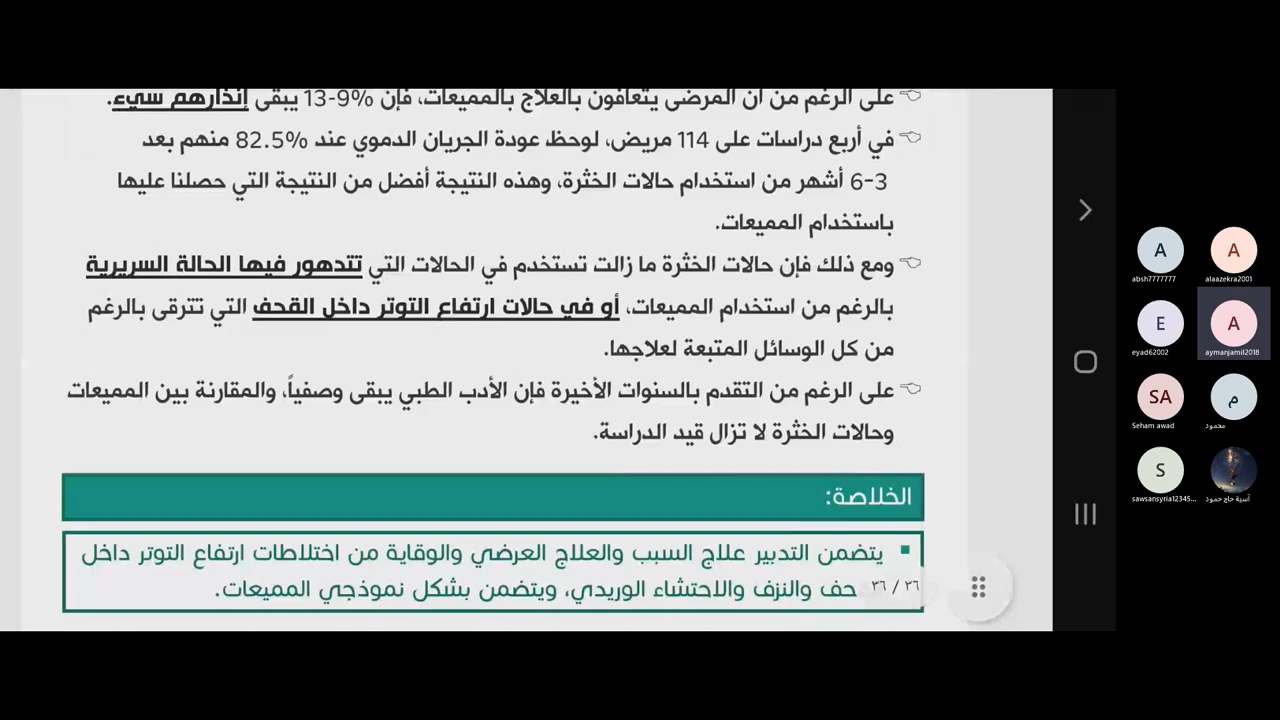 على الرغم من أن المرضى يتعافون بالعلاج بالمميعات، فإن 9-13% يبقى إنذارهم سيء.
في أربع دراسات على 114 مريض، لوحظ عودة الجريان الدموي عند 82.5% منهم بعد
3-6 أشهر من استخدام حالات الخثرة، وهذه النتيجة أفضل من النتيجة التي حصلنا عليها
باستخدام المميعات.
ومع ذلك فإن حالات الخثرة ما زالت تستخدم في الحالات التي تتدهور فيها الحالة السريرية
بالرغم من استخدام المميعات، أو في حالات ارتفاع التوتر داخل القحف التي تترقى بالرغم
من كل الوسائل المتبعة لعلاجها.
على الرغم من التقدم بالسنوات الأخيرة فإن الأدب الطبي يبقى وصفياً، والمقارنة بين المميعات
وحالات الخثرة لا تزال قيد الدراسة.
الخلاصة:
يتضمن التدبير علاج السبب والعلاج العرضي والوقاية من اختلاطات ارتفاع التوتر داخل
حف والنزف والاحتشاء الوريدي، ويتضمن بشكل نموذجي المميعات.
٣٦ / ٣٦
A
absh7777777
A
alaazekra2001
E
eyad62002
A
aymanjamil2018
SA
Seham awad
م
محمود
S
sawsansyria12345...
آسية حاج حمود